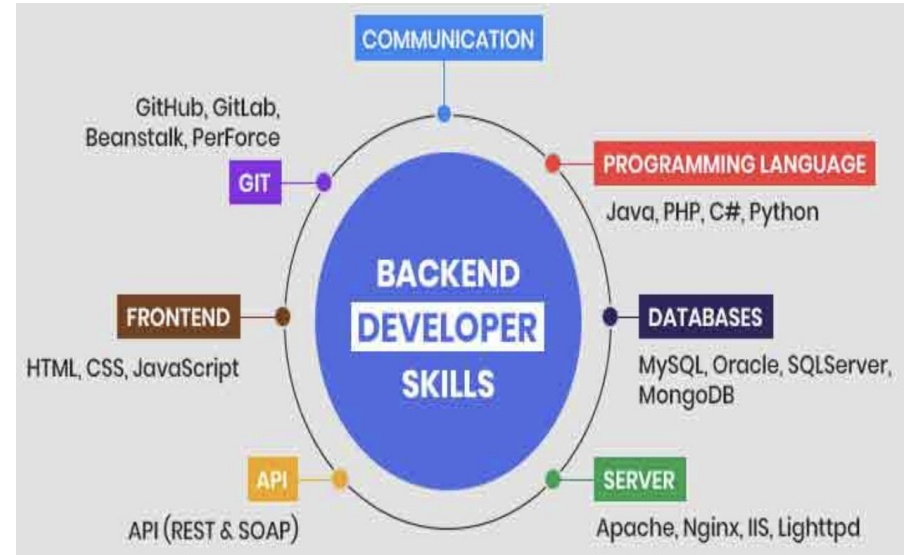 COMMUNICATION
GitHub, GitLab,
Beanstalk, PerForce
GIT
PROGRAMMING LANGUAGE
Java, PHP, C#, Python
BACKEND
DEVELOPER
SKILLS
FRONTEND
HTML, CSS, JavaScript
DATABASES
MySQL, Oracle, SQLServer,
MongoDB
API
API (REST & SOAP)
SERVER
Apache, Nginx, IIS, Lighttpd